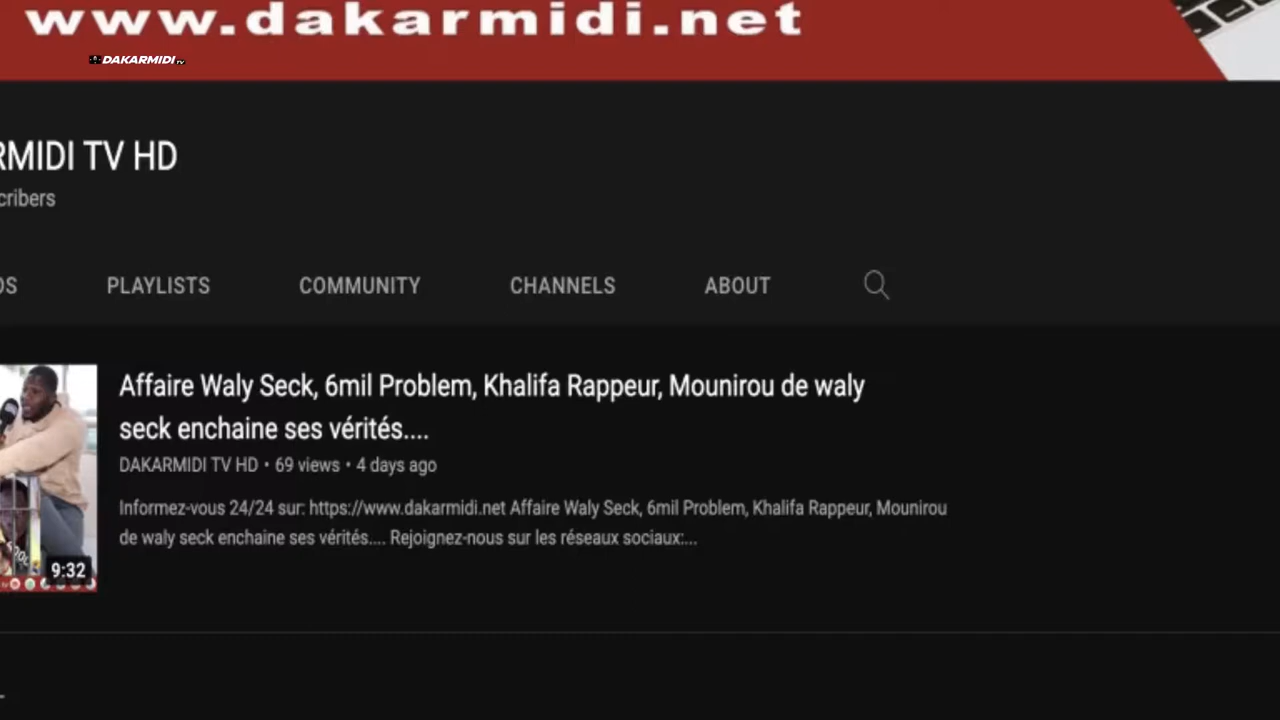 www.dakarmidi.net
DAKARMIDI TV
RMIDI TV HD
cribers
OS PLAYLISTS COMMUNITY CHANNELS ABOUT
Affaire Waly Seck, 6mil Problem, Khalifa Rappeur, Mounirou de waly
seck enchaine ses vérités....
DAKARMIDI TV HD • 69 views • 4 days ago
Informez-vous 24/24 sur: https://www.dakarmidi.net Affaire Waly Seck, 6mil Problem, Khalifa Rappeur, Mounirou
de waly seck enchaine ses vérités.... Rejoignez-nous sur les réseaux sociaux:...
9:32